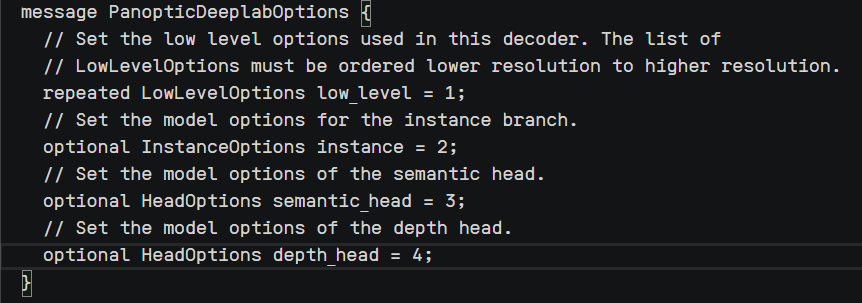 message PanopticDeeplabOptions {
  // Set the low level options used in this decoder. The list of
  // LowLevelOptions must be ordered lower resolution to higher resolution.
  repeated LowLevelOptions low_level = 1;
  // Set the model options for the instance branch.
  optional InstanceOptions instance = 2;
  // Set the model options of the semantic head.
  optional HeadOptions semantic_head = 3;
  // Set the model options of the depth head.
  optional HeadOptions depth_head = 4;
}